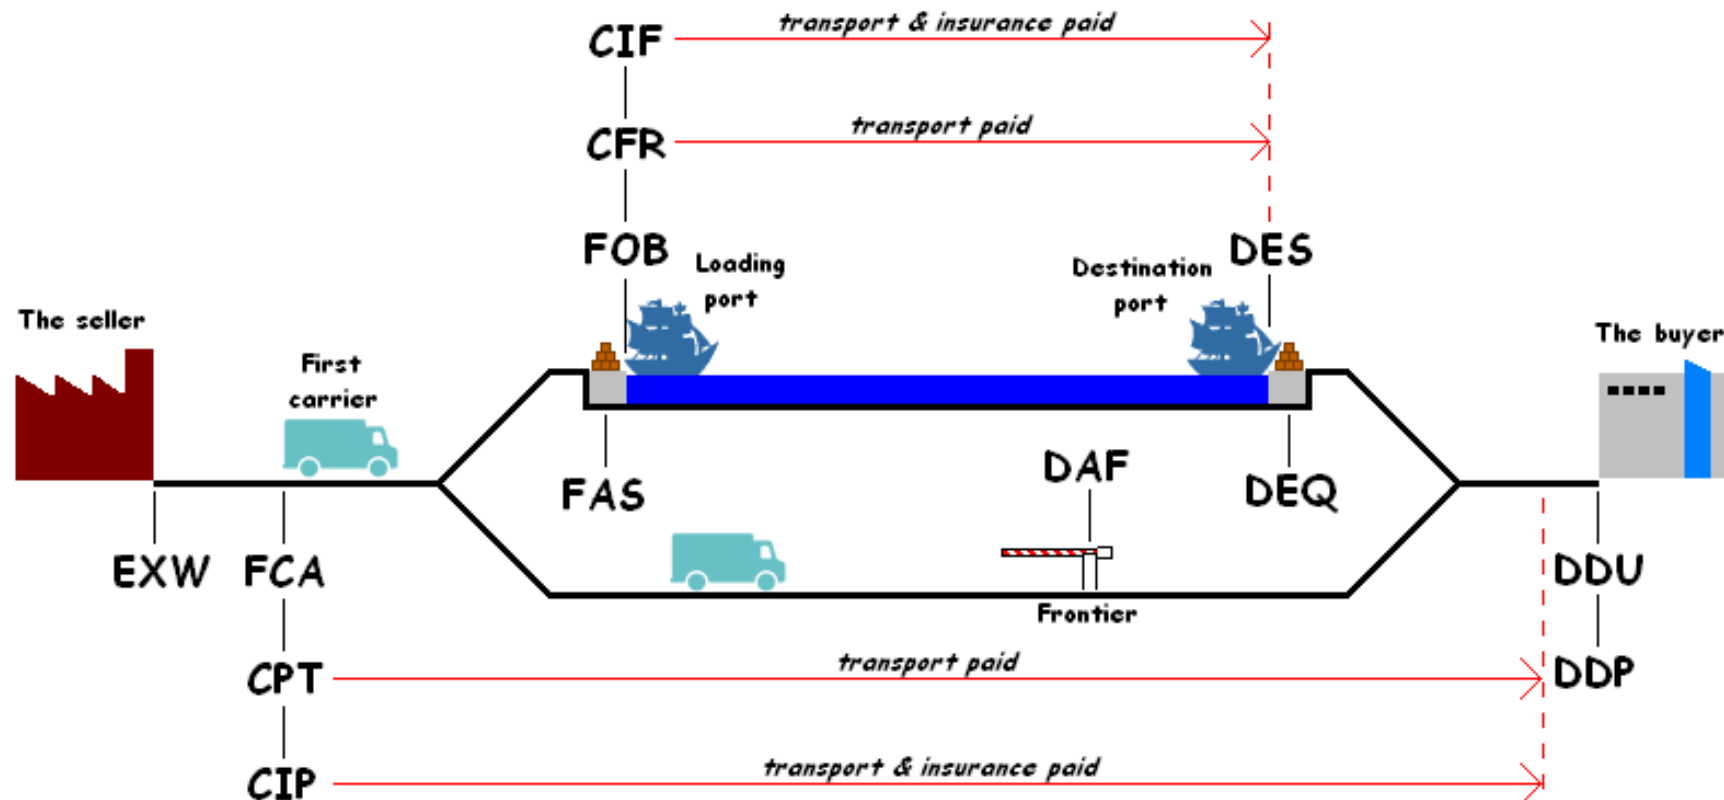 CIF
transport & insurance paid
CFR
transport paid
FOB
Loading
port
Destination
port
DES
The seller
The buyer
First
carrier
FAS
DAF
DEQ
EXW
FCA
Frontier
DDU
CPT
transport paid
DDP
CIP
transport & insurance paid